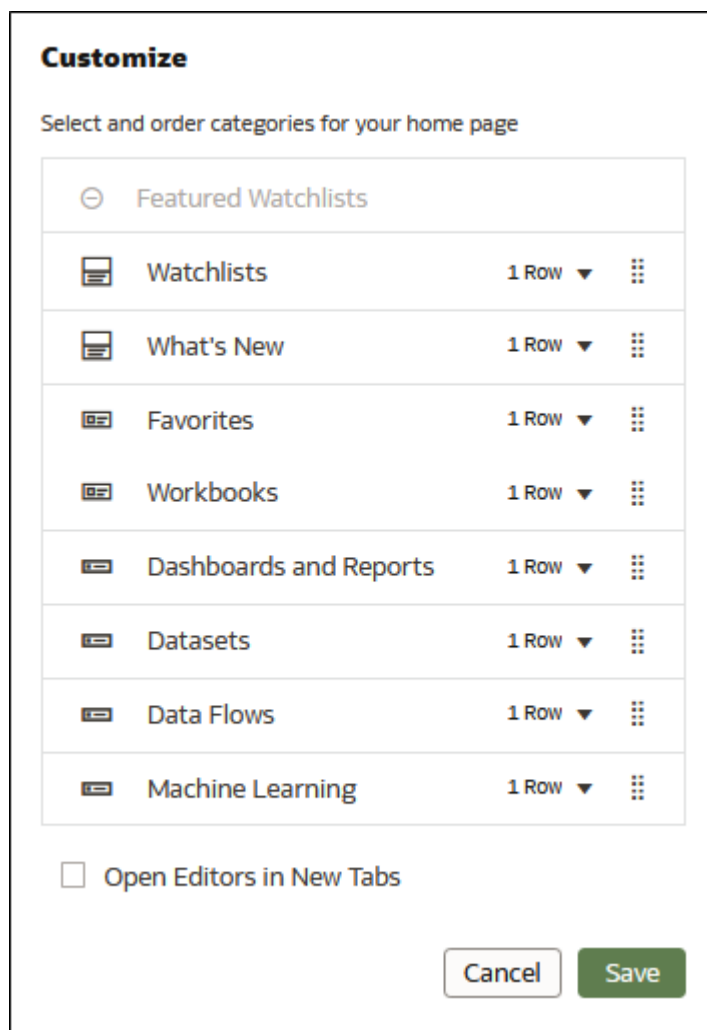 Customize
Select and order categories for your home page
Featured Watchlists
Watchlists 1 Row
What's New 1 Row
Favorites 1 Row
Workbooks 1 Row
Dashboards and Reports 1 Row
Datasets 1 Row
Data Flows 1 Row
Machine Learning 1 Row
Open Editors in New Tabs
Cancel Save